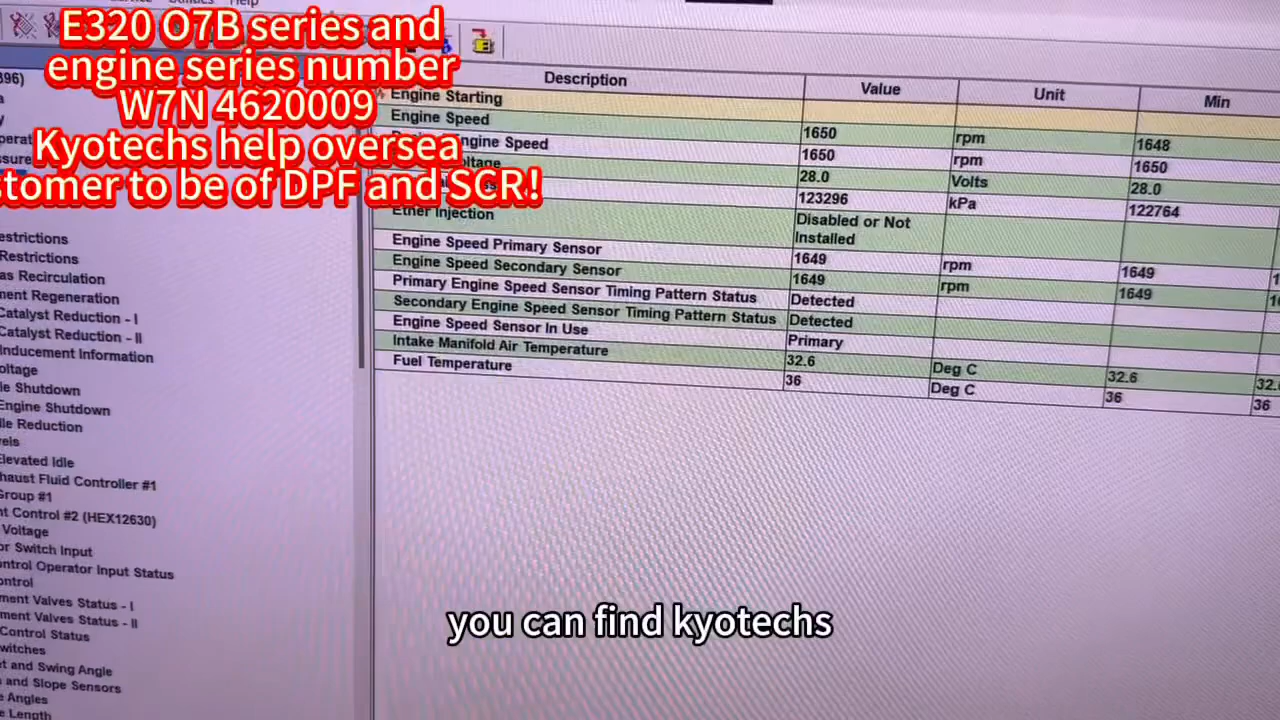 Help
E320 O7B series and
engine series number
W7N 4620009
Kyotechs help oversea
stomer to be of DPF and SCR!
Description Value Unit Min
Engine Starting
Engine Speed 1650 rpm 1648
Engine Speed 1650 rpm 1650
28.0 Volts 28.0
123296 kPa 122764
Ether Injection Disabled or Not
Installed
Engine Speed Primary Sensor 1649 rpm 1649
Engine Speed Secondary Sensor 1649 rpm 1649
Primary Engine Speed Sensor Timing Pattern Status Detected
Secondary Engine Speed Sensor Timing Pattern Status Detected
Engine Speed Sensor In Use Primary
Intake Manifold Air Temperature 32.6 Deg C 32.6 32.
Fuel Temperature 36 Deg C 36 36
396)
estrictions
Restrictions
as Recirculation
ment Regeneration
Catalyst Reduction - I
Catalyst Reduction - II
Inducement Information
oltage
le Shutdown
Engine Shutdown
lle Reduction
vels
Elevated Idle
haust Fluid Controller #1
Group #1
nt Control #2 (HEX12630)
Voltage
or Switch Input
ontrol Operator Input Status
ontrol
ment Valves Status - I
ment Valves Status - II
Control Status
witches
et and Swing Angle
and Slope Sensors
e Angles
e Length
you can find kyotechs